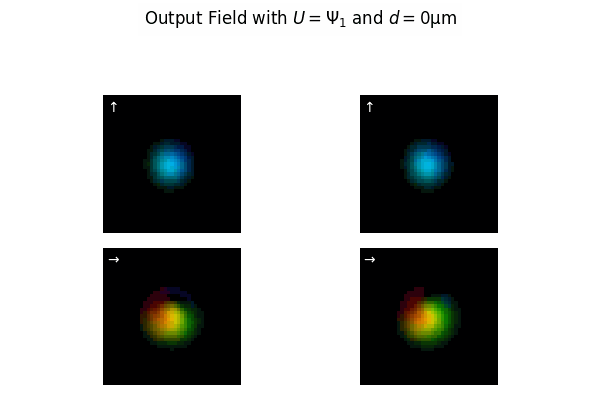 Output Field with U = Ψ₁ and d = 0μm
↑
↑
→
→